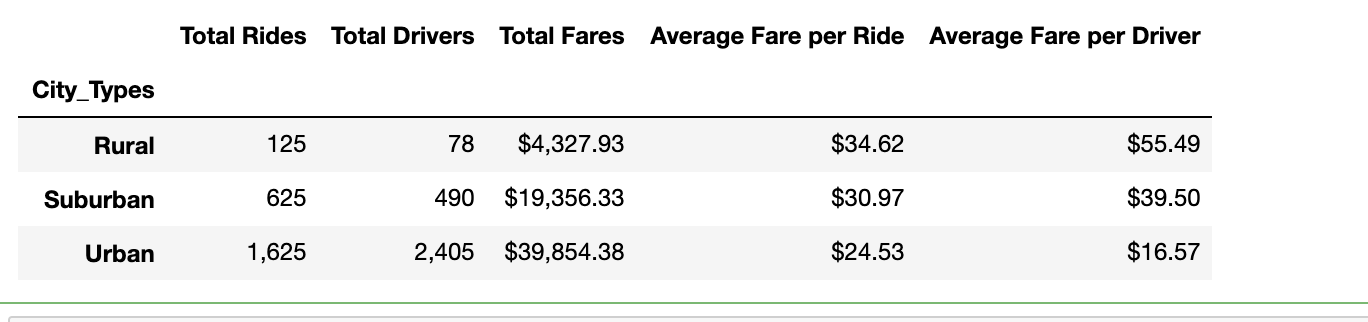 Total Rides Total Drivers Total Fares Average Fare per Ride Average Fare per Driver
City_Types
Rural 125 78 $4,327.93 $34.62 $55.49
Suburban 625 490 $19,356.33 $30.97 $39.50
Urban 1,625 2,405 $39,854.38 $24.53 $16.57